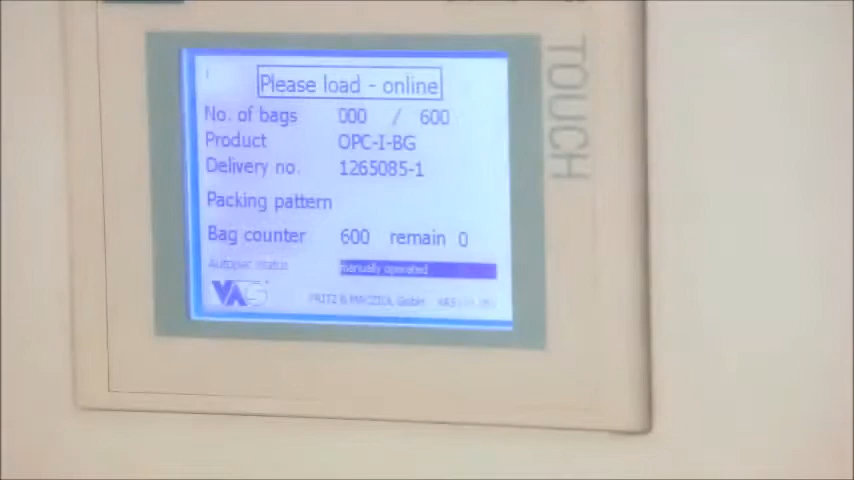 Please load - online
No. of bags 000 / 600
Product OPC-I-BG
Delivery no. 1265085-1
Packing pattern
Bag counter 600 remain 0
Autopac status manually operated
VAS
FRITZ & MACZIOL GmbH
TOUCH